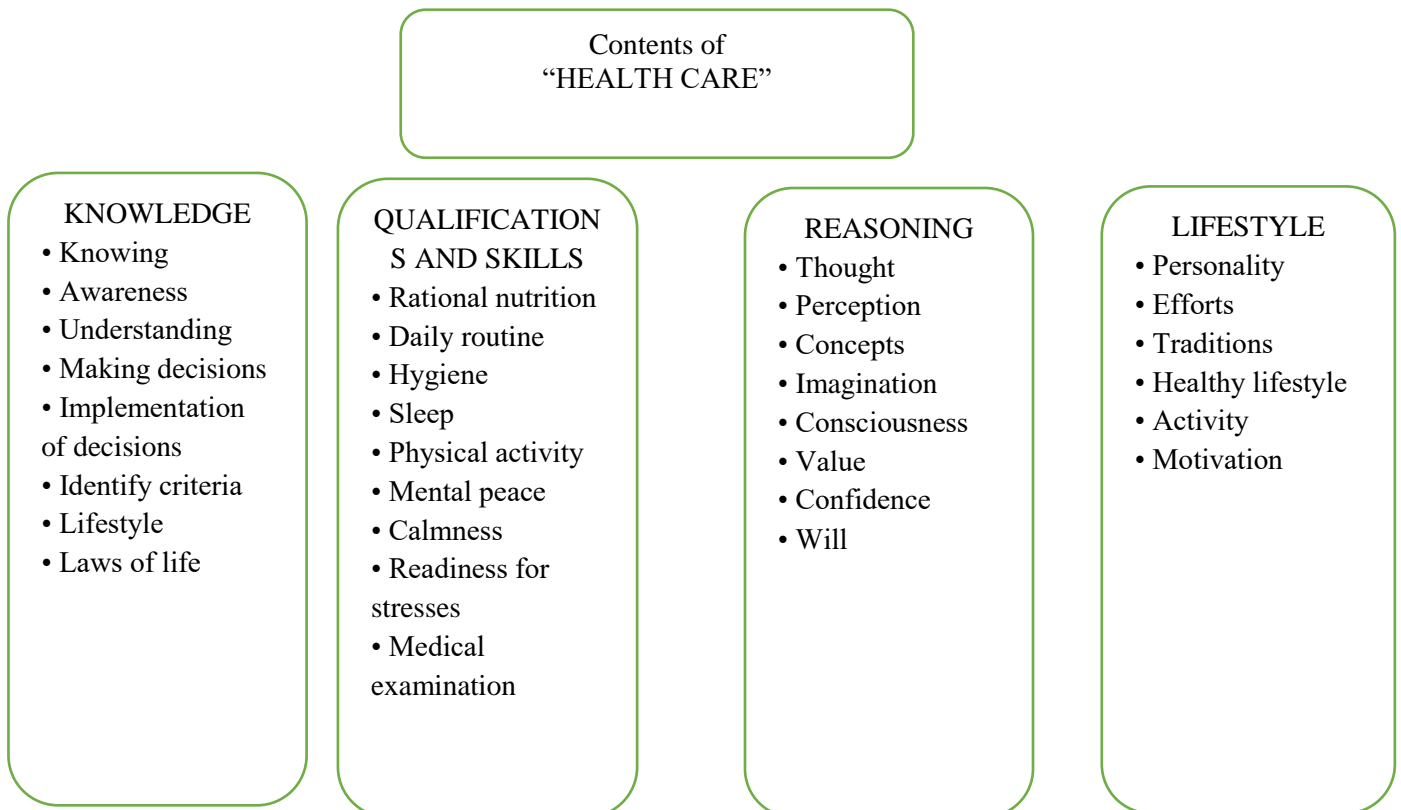 Contents of
“HEALTH CARE”
KNOWLEDGE
• Knowing
• Awareness
• Understanding
• Making decisions
• Implementation
of decisions
• Identify criteria
• Lifestyle
• Laws of life
QUALIFICATION
S AND SKILLS
• Rational nutrition
• Daily routine
• Hygiene
• Sleep
• Physical activity
• Mental peace
• Calmness
• Readiness for
stresses
• Medical
examination
REASONING
• Thought
• Perception
• Concepts
• Imagination
• Consciousness
• Value
• Confidence
• Will
LIFESTYLE
• Personality
• Efforts
• Traditions
• Healthy lifestyle
• Activity
• Motivation